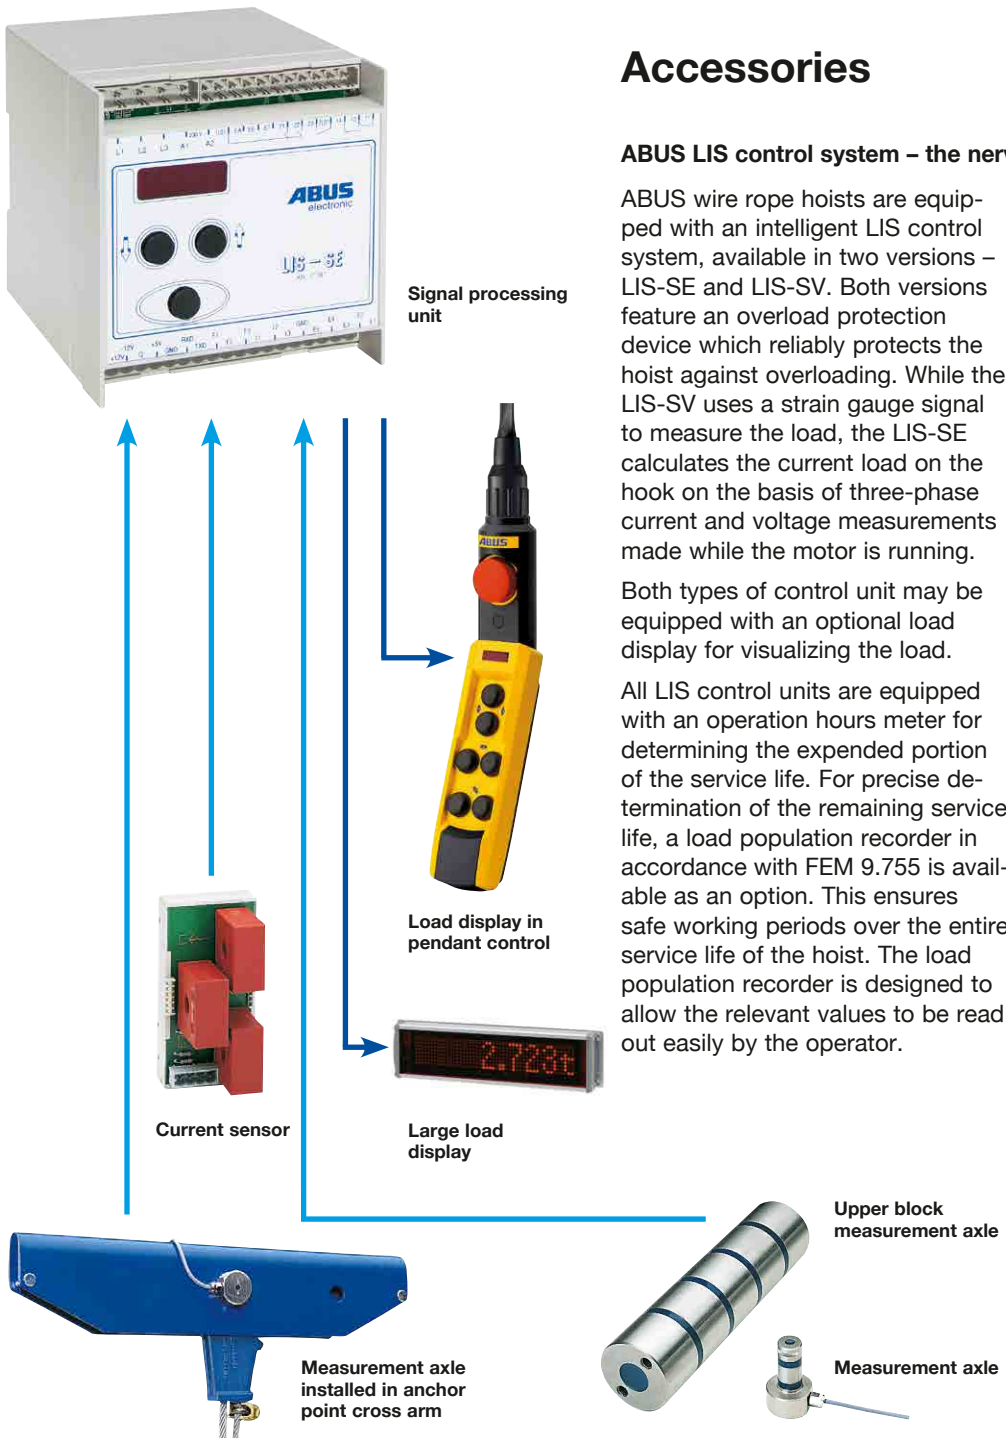 L1 L2 L3 A1 A2
ABUS
electronic
LIS-SE
Signal processing
unit
ABUS
Load display in
pendant control
2.723t
Current sensor
Large load
display
Measurement axle
installed in anchor
point cross arm
Upper block
measurement axle
Measurement axle
Accessories
ABUS LIS control system – the nerv
ABUS wire rope hoists are equip-
ped with an intelligent LIS control
system, available in two versions –
LIS-SE and LIS-SV. Both versions
feature an overload protection
device which reliably protects the
hoist against overloading. While the
LIS-SV uses a strain gauge signal
to measure the load, the LIS-SE
calculates the current load on the
hook on the basis of three-phase
current and voltage measurements
made while the motor is running.
Both types of control unit may be
equipped with an optional load
display for visualizing the load.
All LIS control units are equipped
with an operation hours meter for
determining the expended portion
of the service life. For precise de-
termination of the remaining service
life, a load population recorder in
accordance with FEM 9.755 is avail-
able as an option. This ensures
safe working periods over the entire
service life of the hoist. The load
population recorder is designed to
allow the relevant values to be read
out easily by the operator.